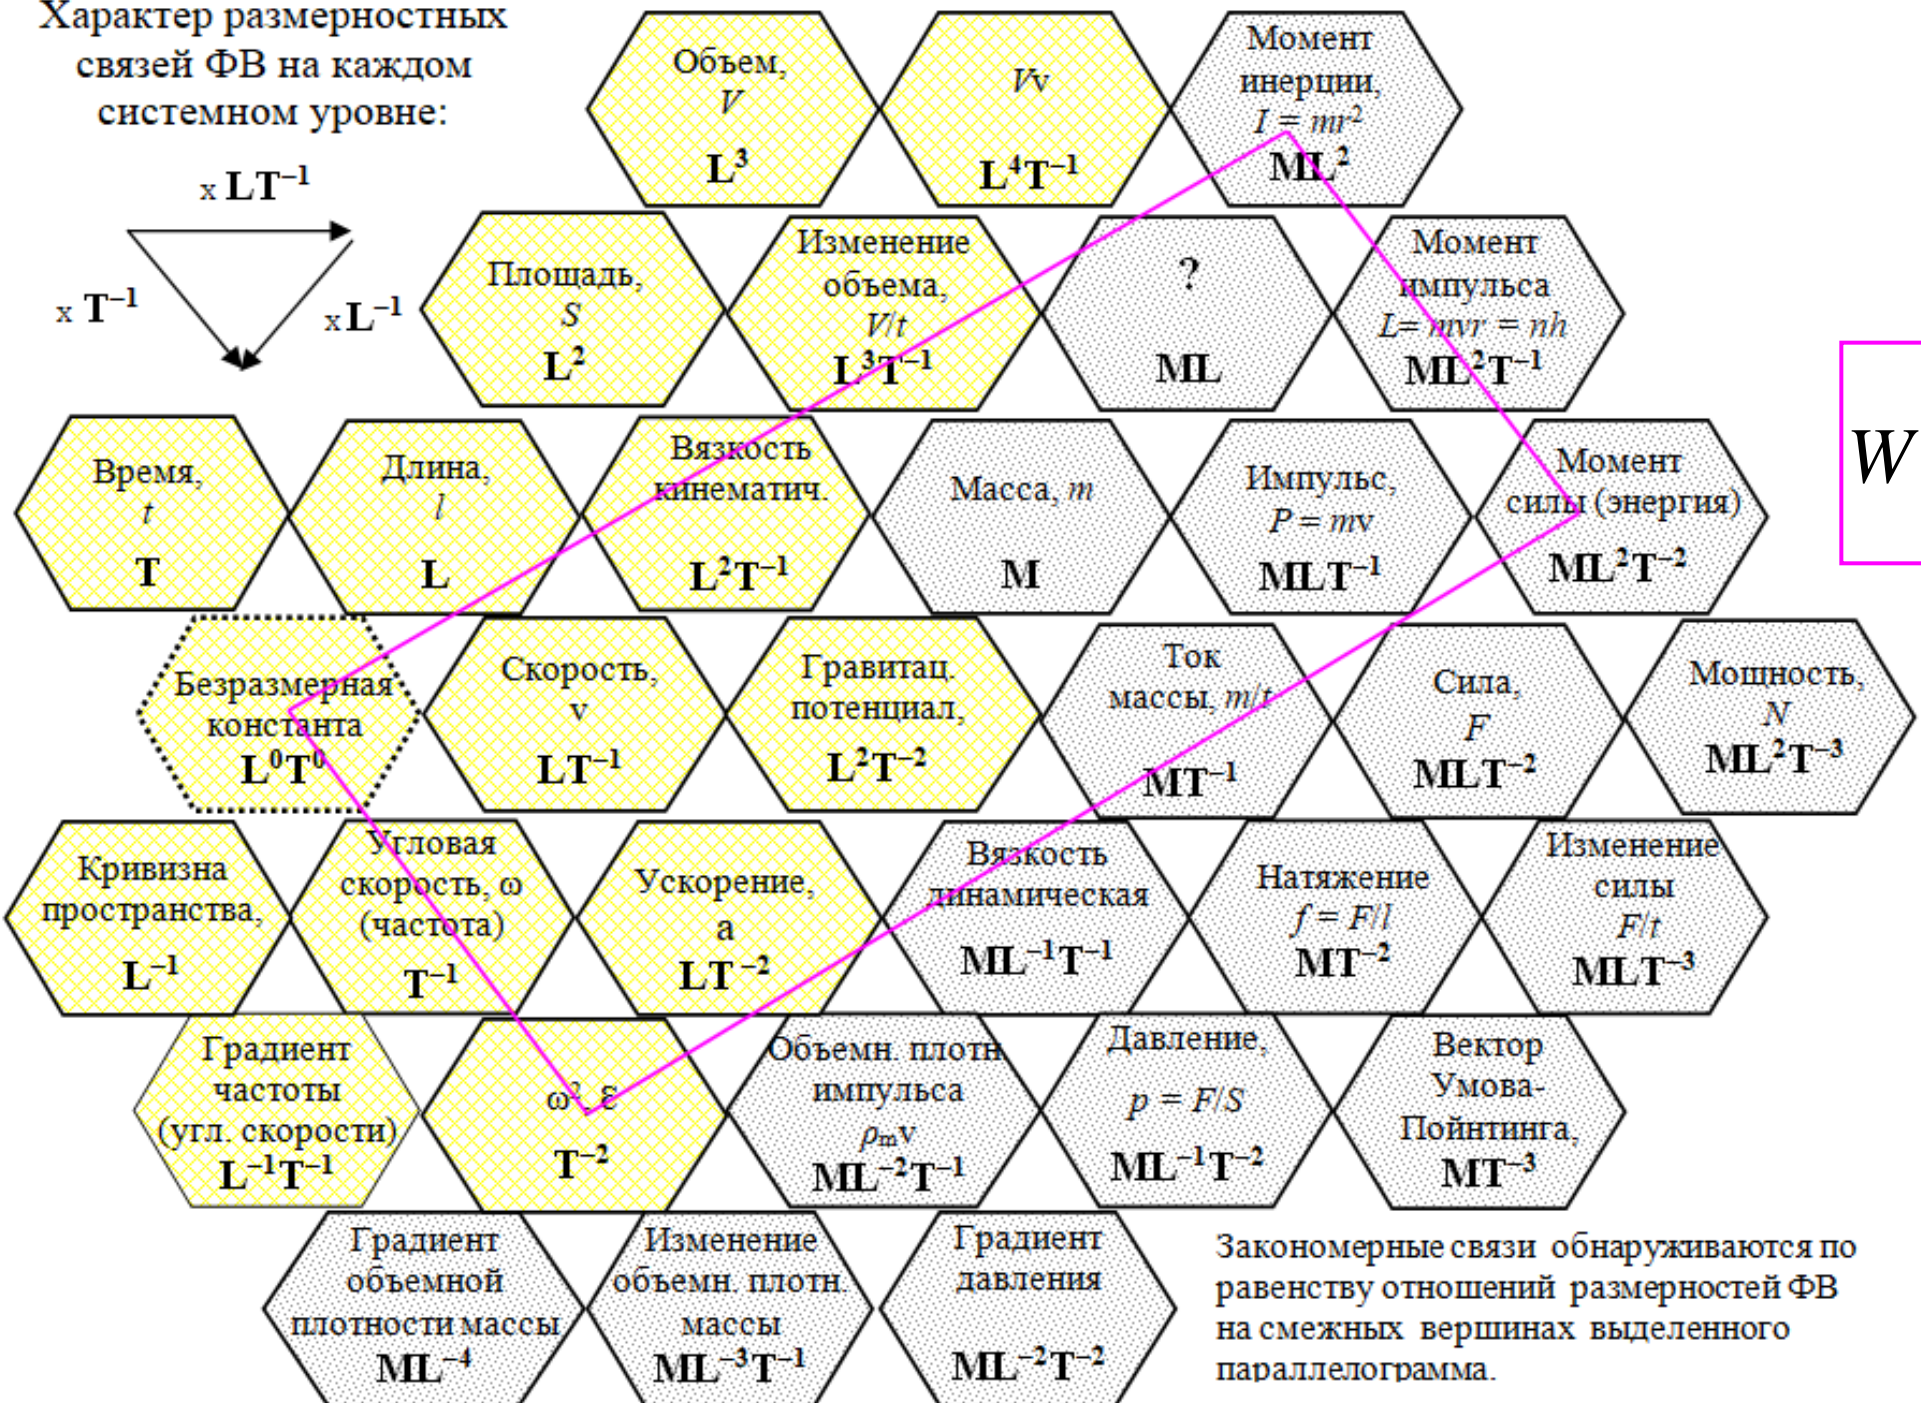 Характер размерностных
связей ФВ на каждом
системном уровне:
x LT⁻¹
x T⁻¹
x L⁻¹
Объем,
V
L³
Vv
L⁴T⁻¹
Момент
инерции,
I = mr²
ML²
Площадь,
S
L²
Изменение
объема,
V/t
L³T⁻¹
?
ML
Момент
импульса
L= mvr = nh
ML²T⁻¹
W
Время,
t
T
Длина,
l
L
Вязкость
кинематич.
L²T⁻¹
Масса, m
M
Импульс,
P = mv
MLT⁻¹
Момент
силы (энергия)
ML²T⁻²
Безразмерная
константа
L⁰T⁰
Скорость,
v
LT⁻¹
Гравитац.
потенциал,
L²T⁻²
Ток
массы, m/t
MT⁻¹
Сила,
F
MLT⁻²
Мощность,
N
ML²T⁻³
Кривизна
пространства,
L⁻¹
Угловая
скорость, ω
(частота)
T⁻¹
Ускорение,
a
LT⁻²
Вязкость
динамическая
ML⁻¹T⁻¹
Натяжение
f = F/l
MT⁻²
Изменение
силы
F/t
MLT⁻³
Градиент
частоты
(угл. скорости)
L⁻¹T⁻¹
ω², ε
T⁻²
Объемн. плотн
импульса
ρₘv
ML⁻²T⁻¹
Давление,
p = F/S
ML⁻¹T⁻²
Вектор
Умова-
Пойнтинга,
MT⁻³
Градиент
объемной
плотности массы
ML⁻⁴
Изменение
объемн. плотн.
массы
ML⁻³T⁻¹
Градиент
давления
ML⁻²T⁻²
Закономерные связи обнаруживаются по
равенству отношений размерностей ФВ
на смежных вершинах выделенного
параллелограмма.